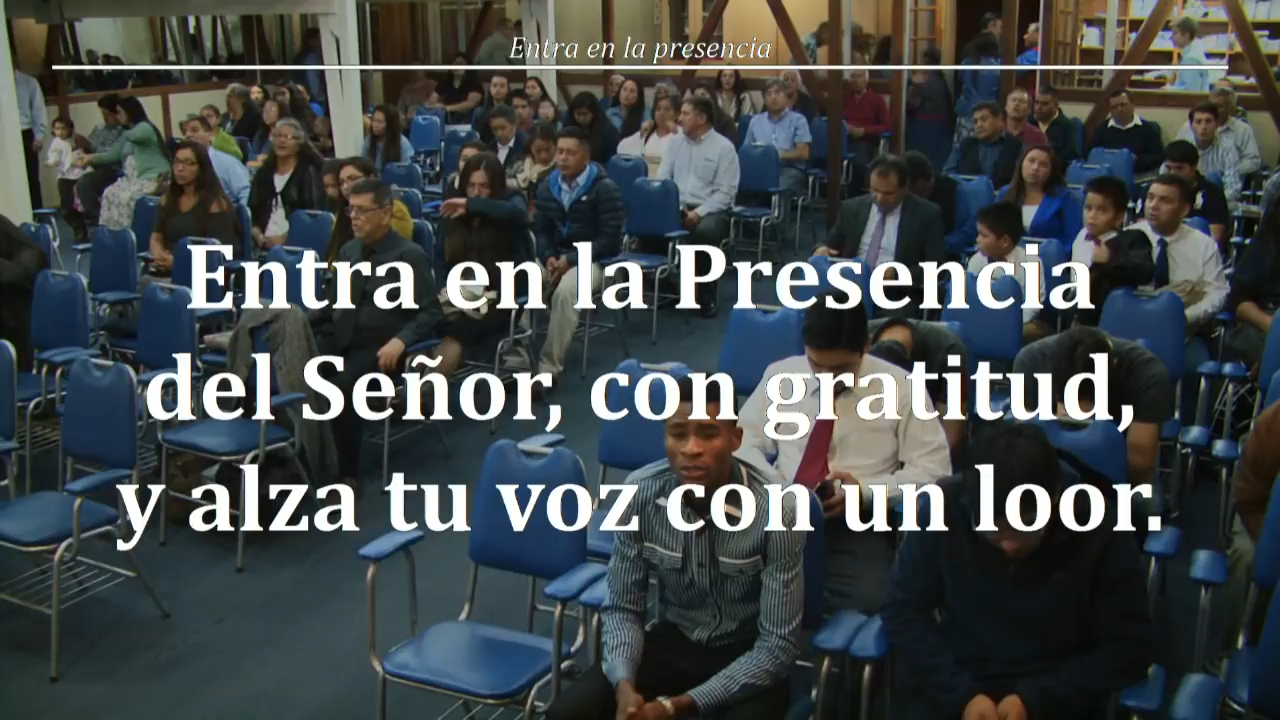 Entra en la presencia
Entra en la Presencia
del Señor, con gratitud,
y alza tu voz con un loor.